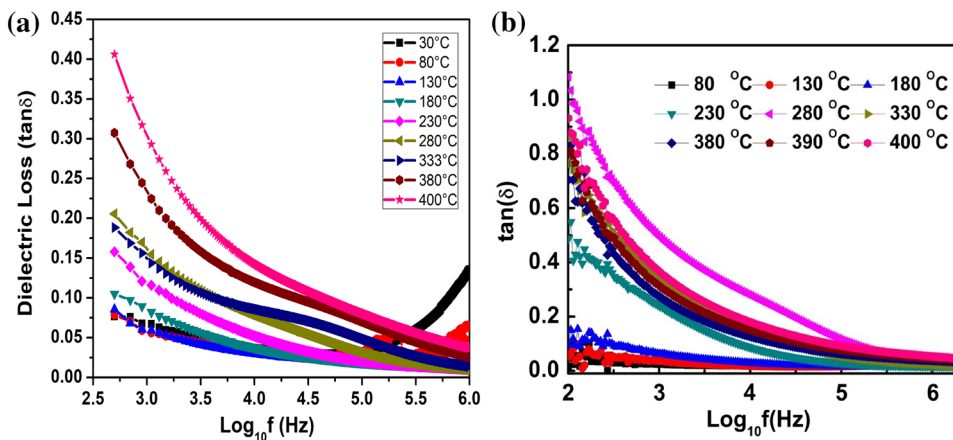 (a)
Dielectric Loss (tanδ)
0.45
0.40
0.35
0.30
0.25
0.20
0.15
0.10
0.05
0.00
2.5 3.0 3.5 4.0 4.5 5.0 5.5 6.0
Log10 f (Hz)
30°C
80°C
130°C
180°C
230°C
280°C
333°C
380°C
400°C
(b)
tan(δ)
1.2
1.0
0.8
0.6
0.4
0.2
0.0
2 3 4 5 6
Log10f(Hz)
80 °C 130 °C 180 °C
230 °C 280 °C 330 °C
380 °C 390 °C 400 °C